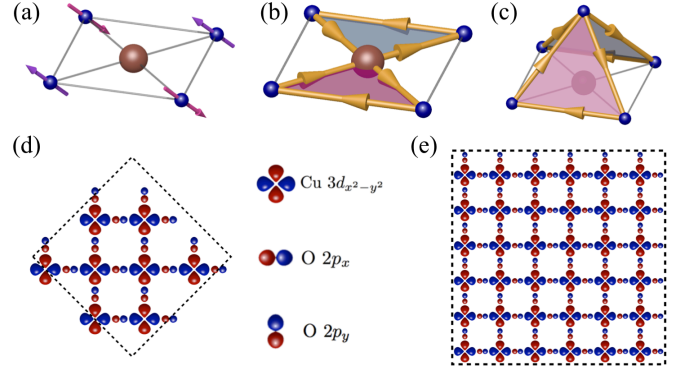 (a)
(b)
(c)
(d)
(e)
Cu 3d_{x²−y²}
O 2p_x
O 2p_y